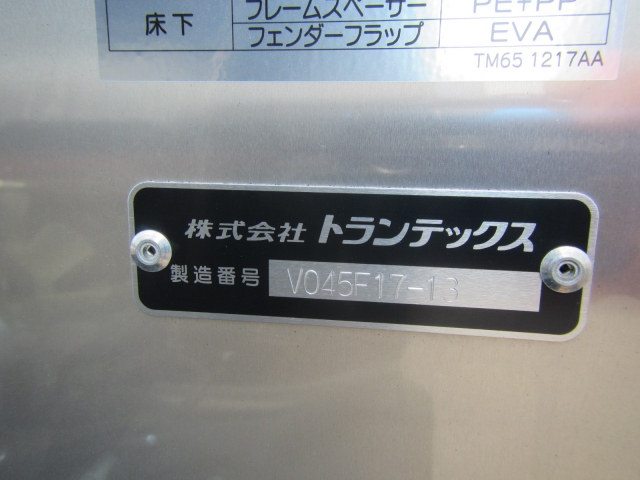 床下
フレームスペーサー PE+PP
フェンダーフラップ EVA
TM65 1217AA
株式会社 トランテックス
製造番号 V045F17-13